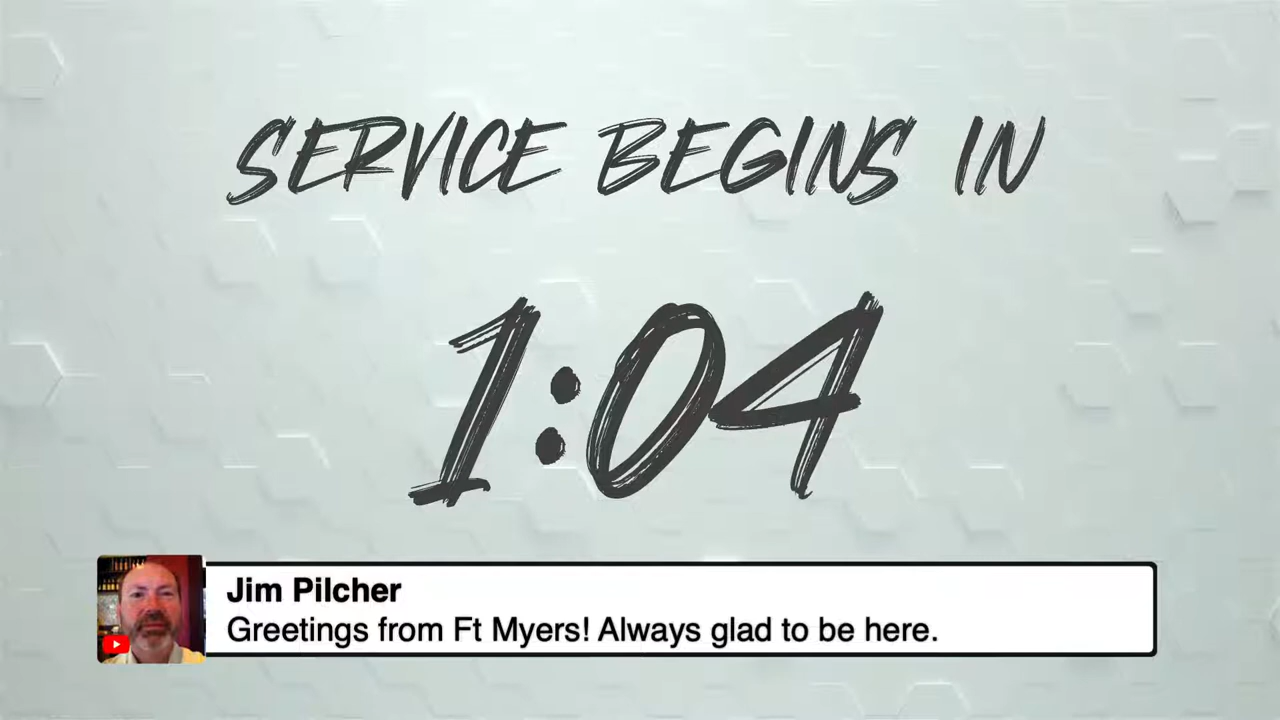 SERVICE BEGINS IN
1:04
Jim Pilcher
Greetings from Ft Myers! Always glad to be here.